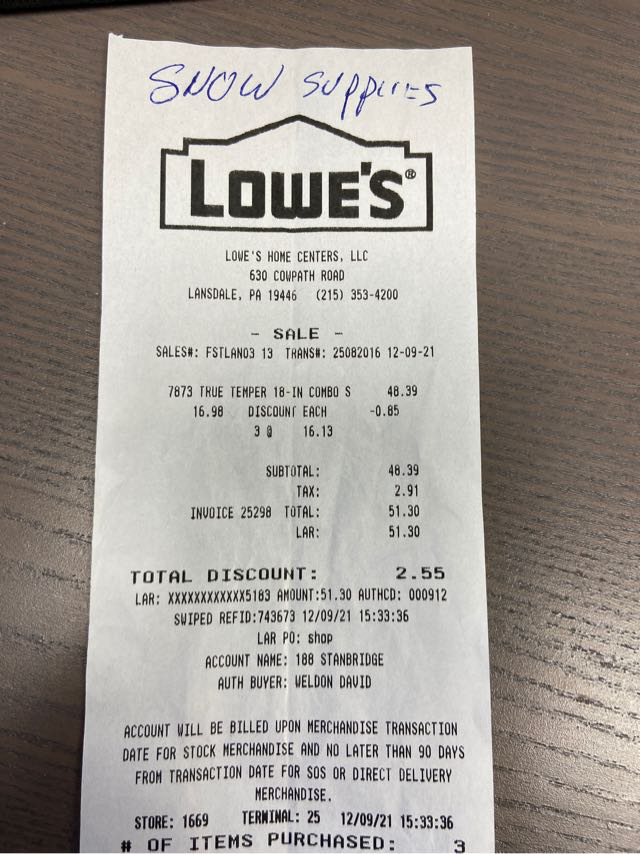 SNOW SUPPLIES
LOWE'S®
LOWE'S HOME CENTERS, LLC
630 COWPATH ROAD
LANSDALE, PA 19446 (215) 353-4200
- SALE -
SALES#: FSTLANO3 13 TRANS#: 25082016 12-09-21
7873 TRUE TEMPER 18-IN COMBO S 48.39
16.98 DISCOUNT EACH -0.85
3 @ 16.13
SUBTOTAL: 48.39
TAX: 2.91
INVOICE 25298 TOTAL: 51.30
LAR: 51.30
TOTAL DISCOUNT: 2.55
LAR: XXXXXXXXXXXX5183 AMOUNT:51.30 AUTHCD: 000912
SWIPED REFID:743673 12/09/21 15:33:36
LAR PO: shop
ACCOUNT NAME: 188 STANBRIDGE
AUTH BUYER: WELDON DAVID
ACCOUNT WILL BE BILLED UPON MERCHANDISE TRANSACTION
DATE FOR STOCK MERCHANDISE AND NO LATER THAN 90 DAYS
FROM TRANSACTION DATE FOR SOS OR DIRECT DELIVERY
MERCHANDISE.
STORE: 1669 TERMINAL: 25 12/09/21 15:33:36
# OF ITEMS PURCHASED: 3